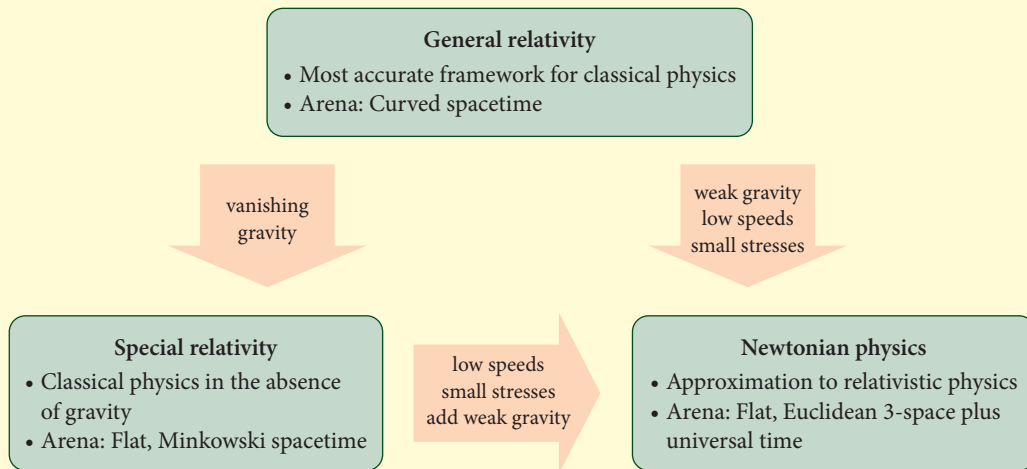 General relativity
• Most accurate framework for classical physics
• Arena: Curved spacetime
vanishing
gravity
weak gravity
low speeds
small stresses
Special relativity
• Classical physics in the absence
of gravity
• Arena: Flat, Minkowski spacetime
low speeds
small stresses
add weak gravity
Newtonian physics
• Approximation to relativistic physics
• Arena: Flat, Euclidean 3-space plus
universal time